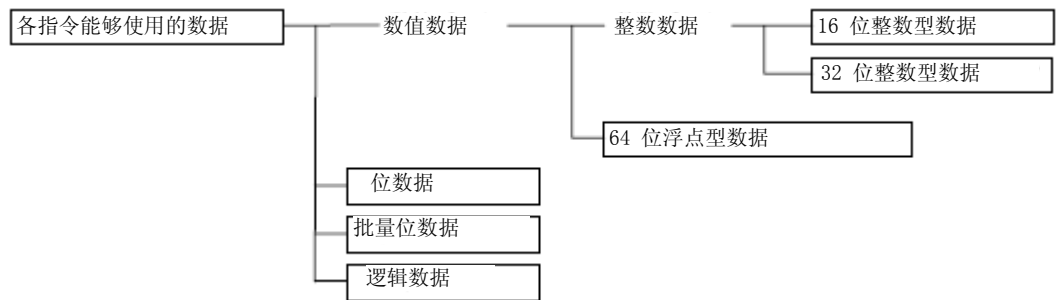 各指令能够使用的数据
数值数据
整数数据
16 位整数型数据
32 位整数型数据
64 位浮点型数据
位数据
批量位数据
逻辑数据